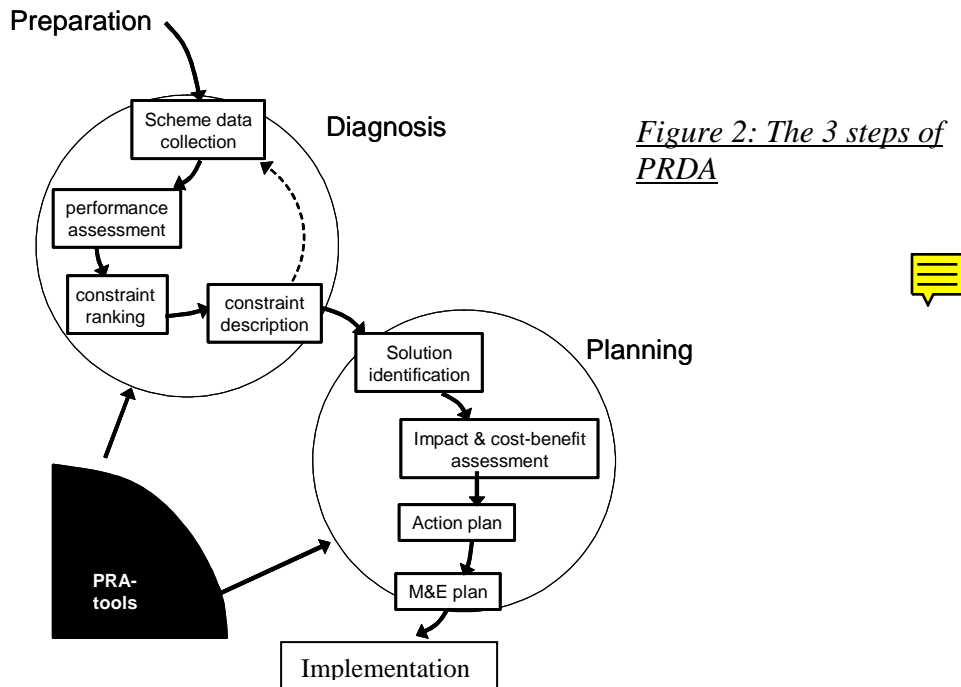 Preparation
Scheme data
collection
Diagnosis
Figure 2: The 3 steps of
PRDA
performance
assessment
constraint
ranking
constraint
description
Planning
Solution
identification
Impact & cost-benefit
assessment
Action plan
PRA-
tools
M&E plan
Implementation